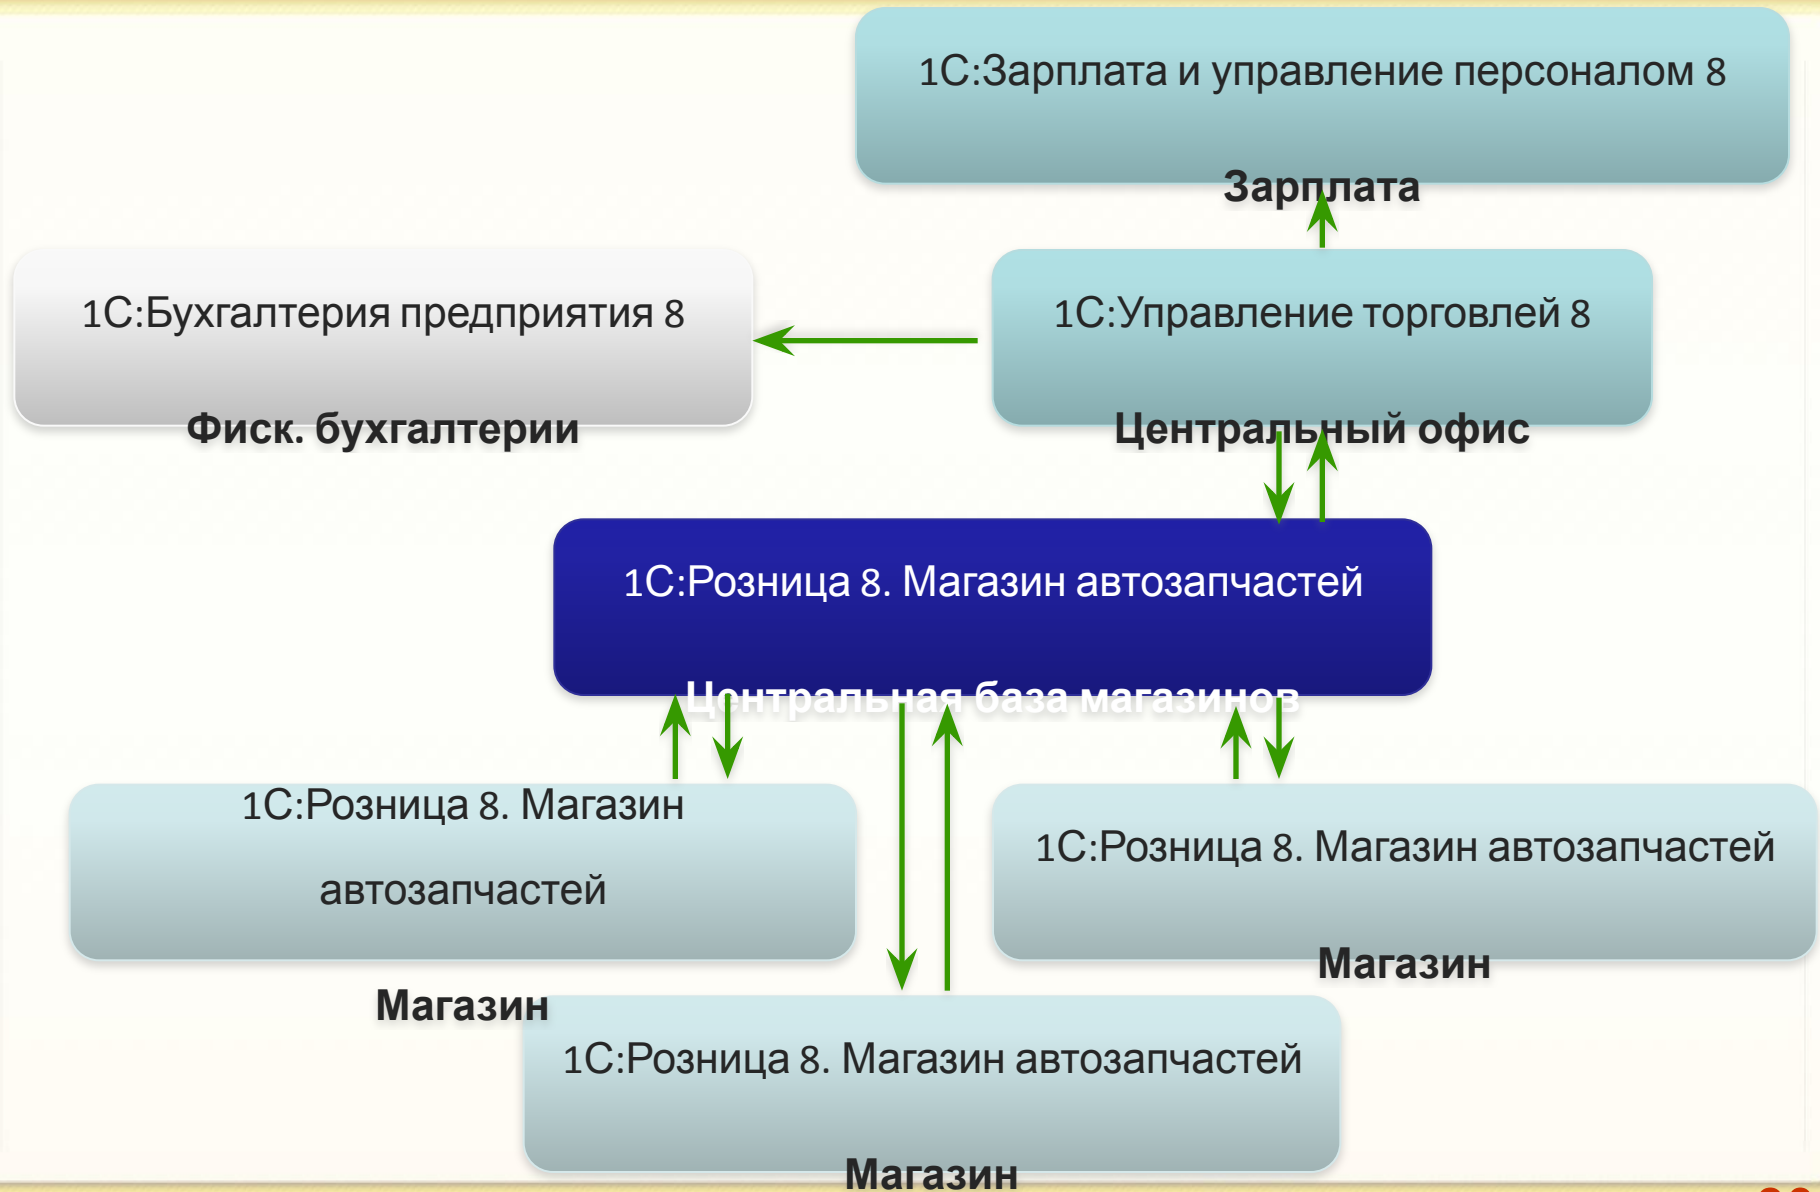 1С:Зарплата и управление персоналом 8
Зарплата
1С:Бухгалтерия предприятия 8
Фиск. бухгалтерии
1С:Управление торговлей 8
Центральный офис
1С:Розница 8. Магазин автозапчастей
Центральная база магазинов
1С:Розница 8. Магазин
автозапчастей
Магазин
1С:Розница 8. Магазин автозапчастей
Магазин
1С:Розница 8. Магазин автозапчастей
Магазин